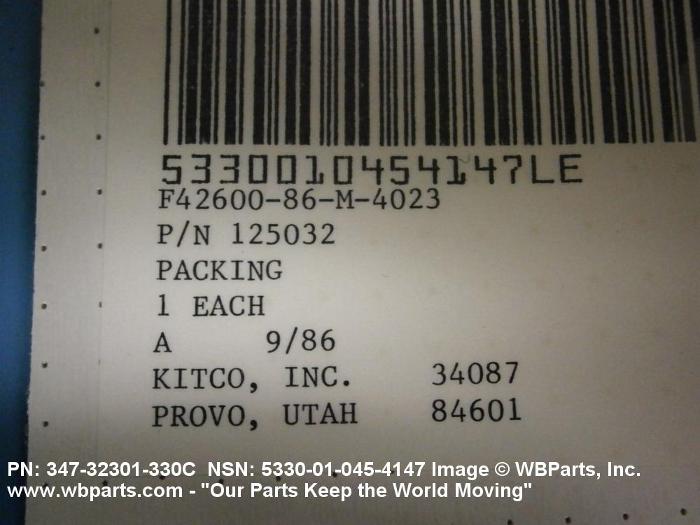 5330010454147LE
F42600-86-M-4023
P/N 125032
PACKING
1 EACH
A 9/86
KITCO, INC. 34087
PROVO, UTAH 84601
PN: 347-32301-330C NSN: 5330-01-045-4147 Image © WBParts, Inc.
www.wbparts.com - "Our Parts Keep the World Moving"